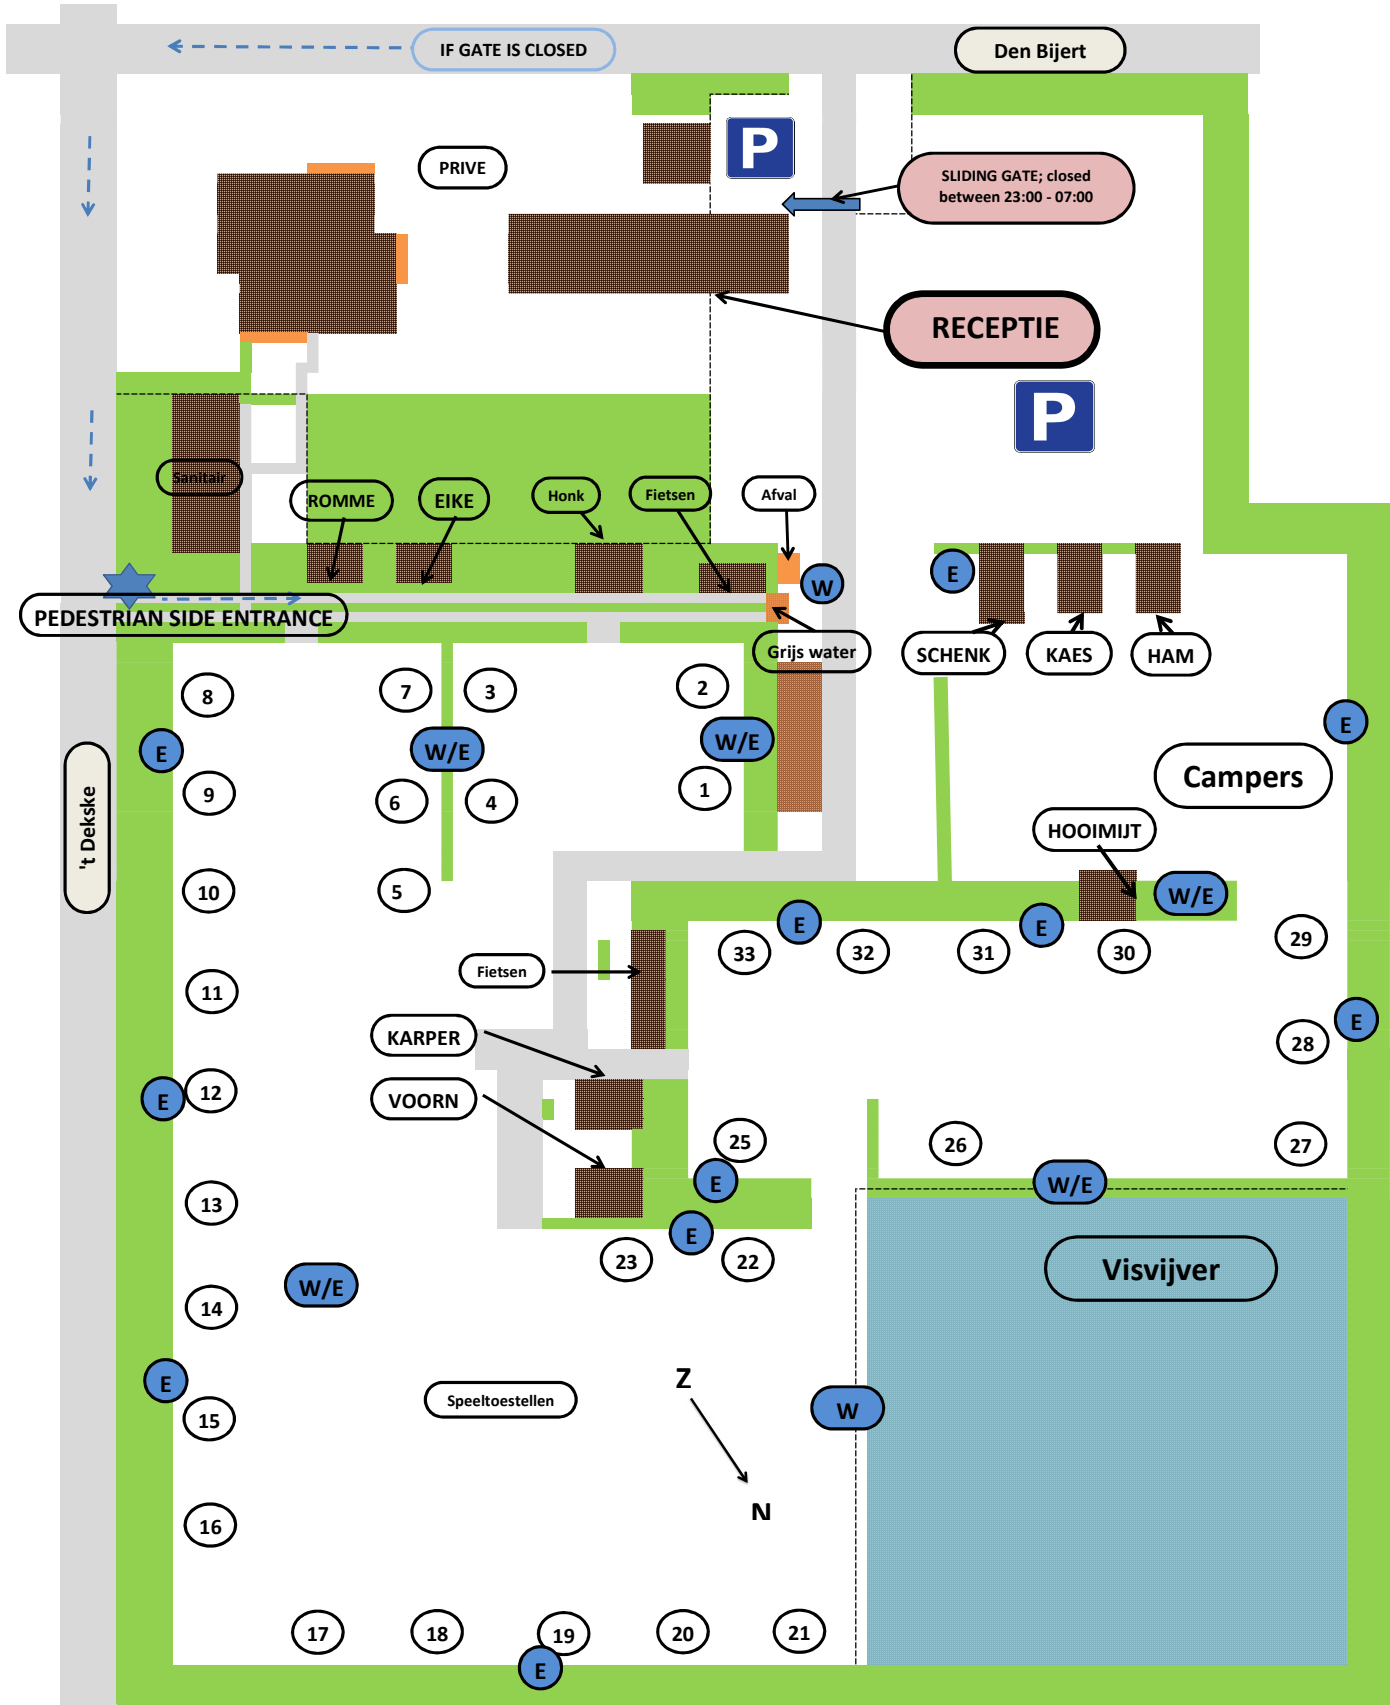 IF GATE IS CLOSED
Den Bijert
P
PRIVE
SLIDING GATE; closed
between 23:00 - 07:00
RECEPTIE
P
Sanitair
ROMME
EIKE
Honk
Fietsen
Afval
W
E
PEDESTRIAN SIDE ENTRANCE
Grijs water
SCHENK
KAES
HAM
8
7
3
2
E
W/E
W/E
E
Campers
't Dekske
9
6
4
1
HOOIMIJT
10
5
W/E
E
E
33
32
31
30
29
Fietsen
11
KARPER
E
28
12
E
VOORN
25
26
27
E
W/E
13
E
23
22
Visvijver
W/E
14
E
Z
Speeltoestellen
W
15
N
16
17
18
19
20
21
E